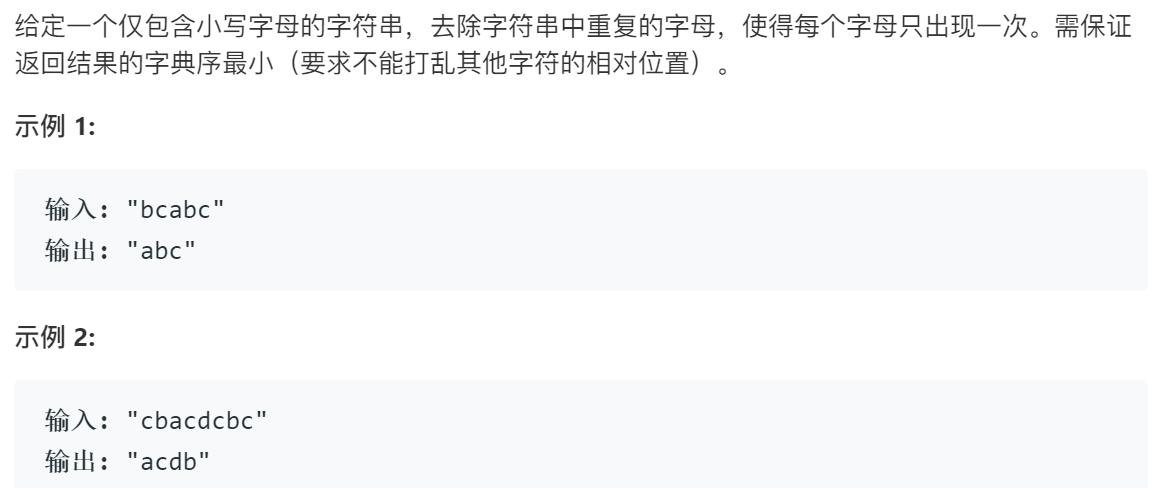 给定一个仅包含小写字母的字符串，去除字符串中重复的字母，使得每个字母只出现一次。需保证
返回结果的字典序最小（要求不能打乱其他字符的相对位置）。
示例 1:
输入: "bcabc"
输出: "abc"
示例 2:
输入: "cbacdcbc"
输出: "acdb"